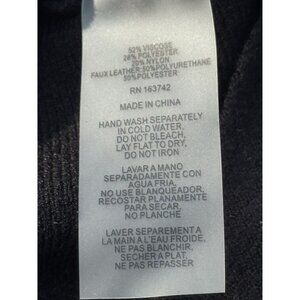 52% VISCOSE
28% POLYESTER
20% NYLON
FAUX LEATHER:50%POLYURETHANE
50%POLYESTER
RN 163742
MADE IN CHINA
HAND WASH SEPARATELY
IN COLD WATER.
DO NOT BLEACH,
LAY FLAT TO DRY,
DO NOT IRON
LAVAR A MANO
SEPARADAMENTE CON
AGUA FRIA,
NO USE BLANQUEADOR,
RECOSTAR PLANAMENTE
PARA SECAR,
NO PLANCHE
LAVER SEPAREMENT A
LA MAIN A L'EAU FROIDE,
NE PAS BLANCHIR,
SECHER A PLAT,
NE PAS REPASSER